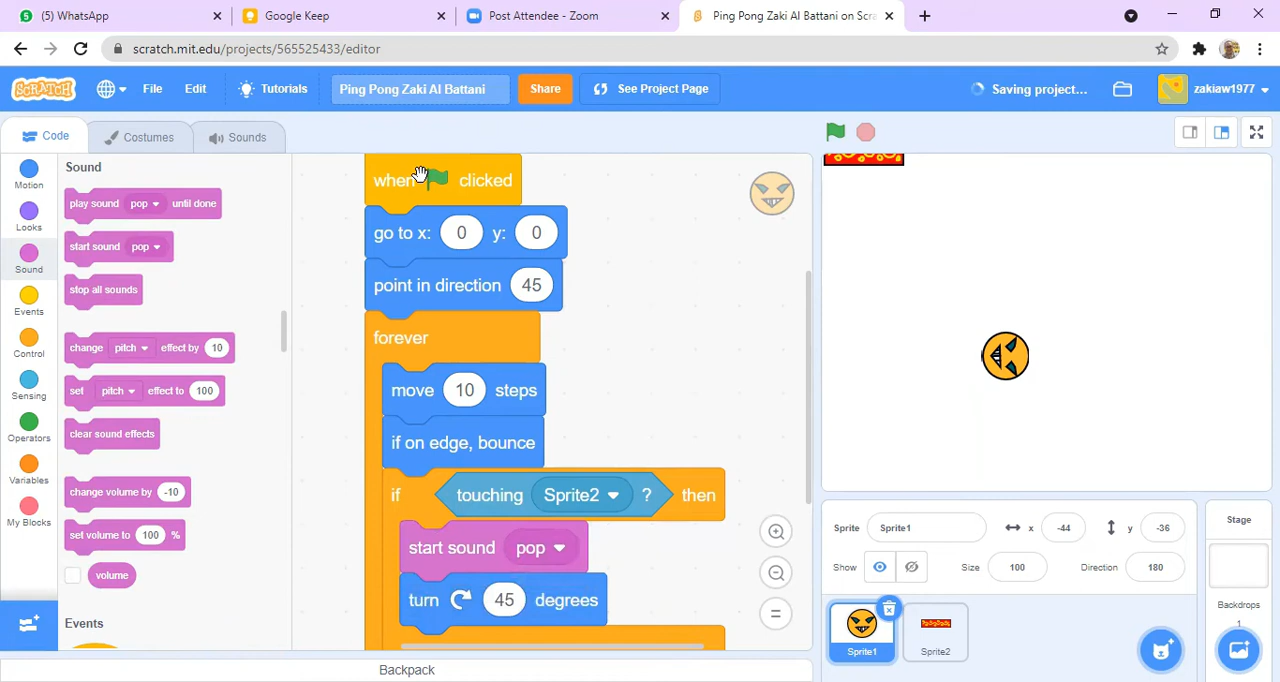 (5) WhatsApp
Google Keep
Post Attendee - Zoom
Ping Pong Zaki Al Battani on Scra
scratch.mit.edu/projects/565525433/editor
SCRATCH
File
Edit
Tutorials
Ping Pong Zaki Al Battani
Share
See Project Page
Saving project...
zakiaw1977
Code
Costumes
Sounds
Motion
Looks
Sound
Events
Control
Sensing
Operators
Variables
My Blocks
Sound
play sound pop until done
start sound pop
stop all sounds
change pitch effect by 10
set pitch effect to 100
clear sound effects
change volume by -10
set volume to 100 %
volume
Events
when clicked
go to x: 0 y: 0
point in direction 45
forever
move 10 steps
if on edge, bounce
if touching Sprite2 ? then
start sound pop
turn 45 degrees
Backpack
Sprite Sprite1 x -44 y -36
Show Size 100 Direction 180
Sprite1
Sprite2
Stage
Backdrops
1